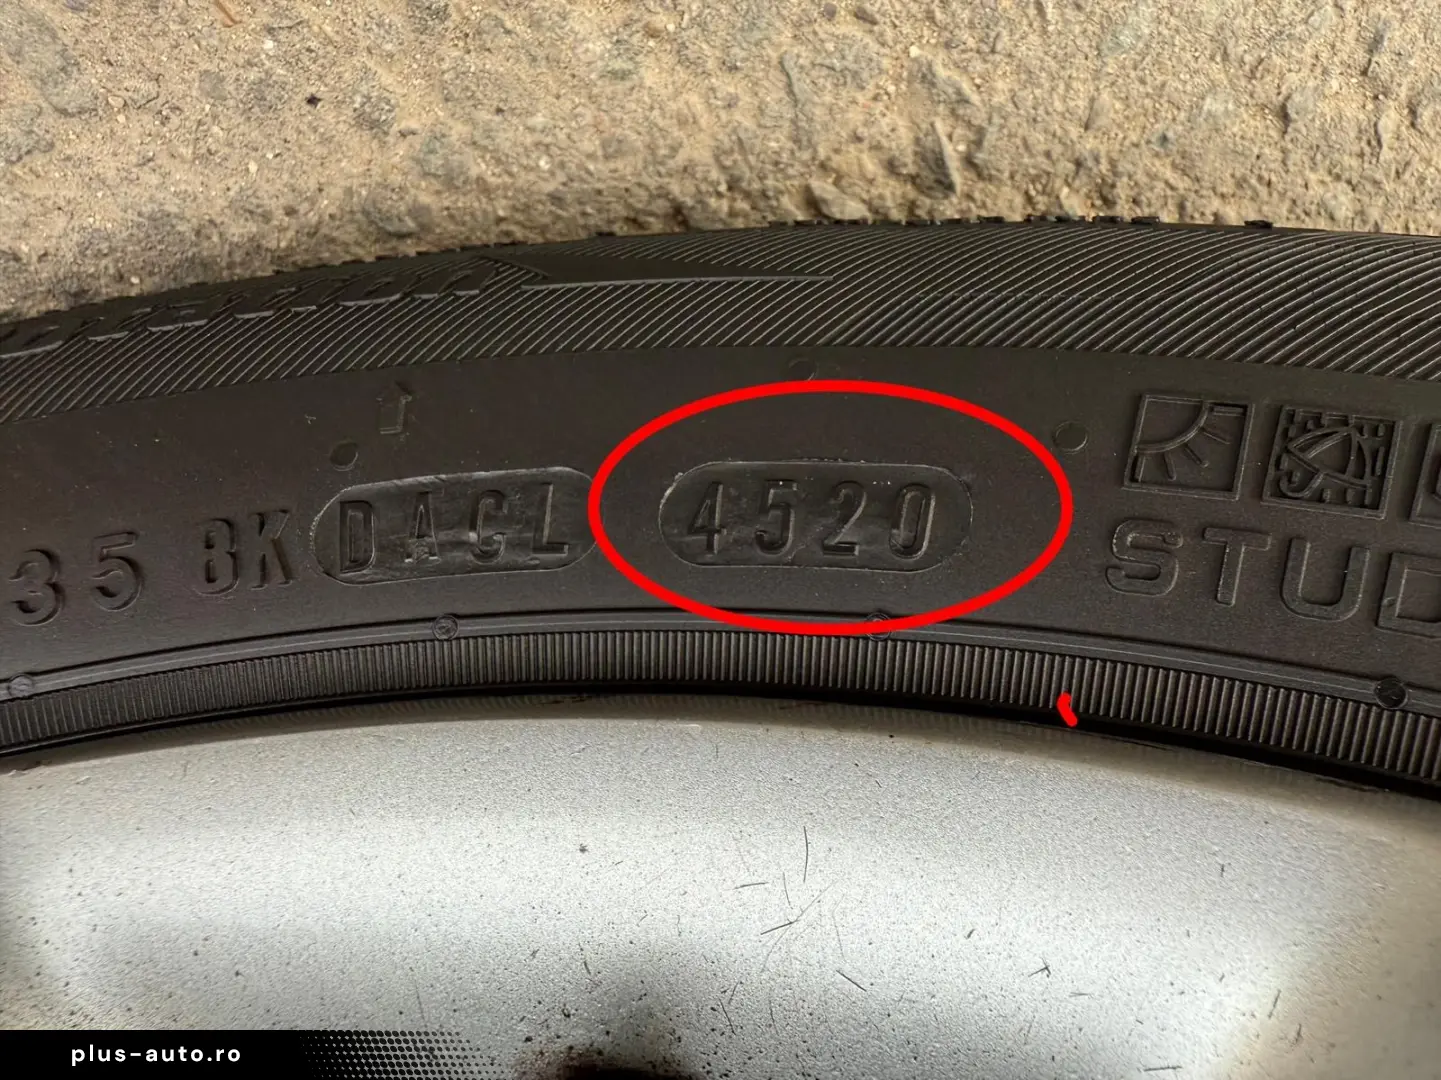 35 8K DACL 4520
STUD
plus-auto.ro